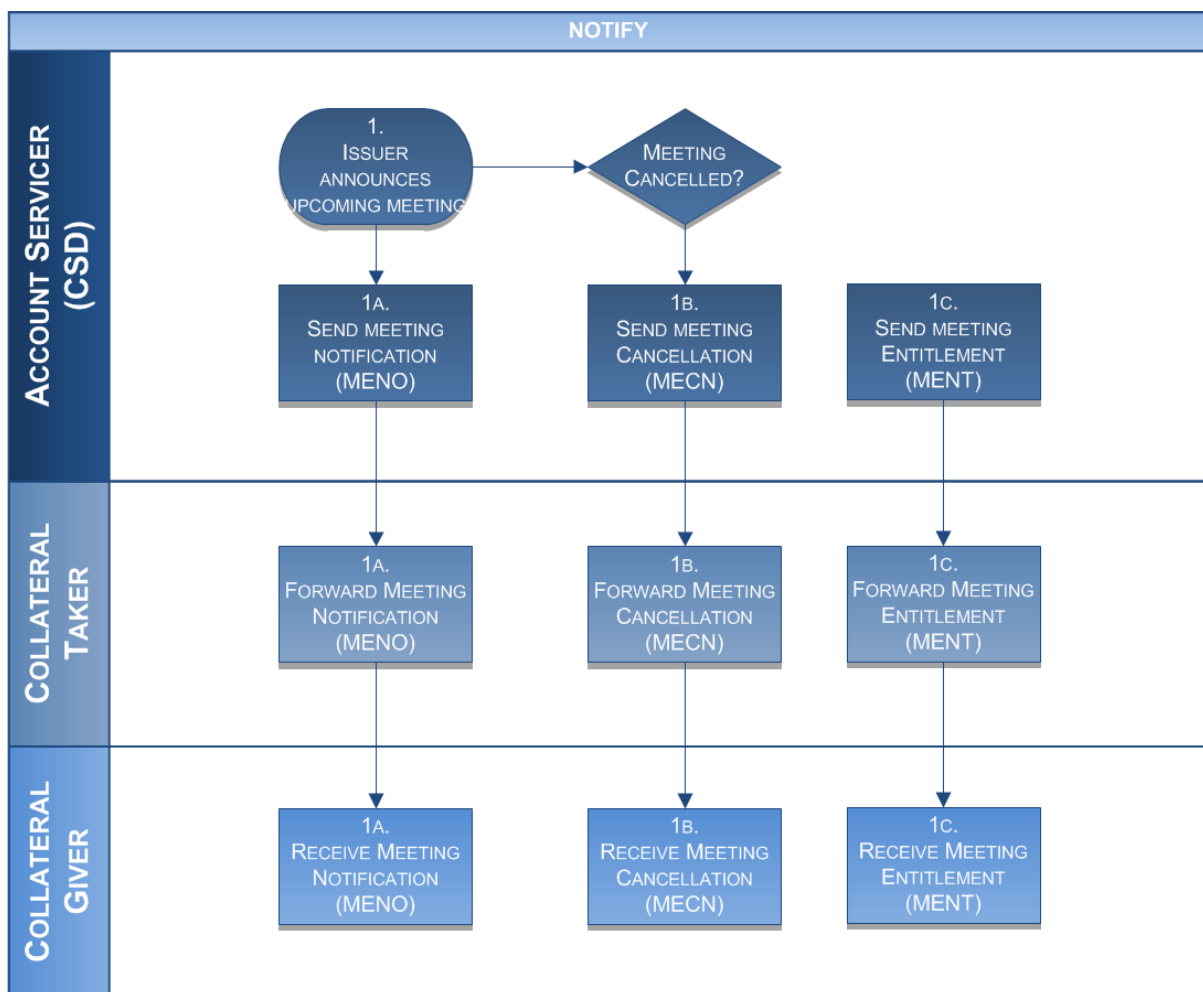 NOTIFY
ACCOUNT SERVICER
(CSD)
1.
ISSUER
ANNOUNCES
UPCOMING MEETING
MEETING
CANCELLED?
1A.
SEND MEETING
NOTIFICATION
(MENO)
1B.
SEND MEETING
CANCELLATION
(MECN)
1C.
SEND MEETING
ENTITLEMENT
(MENT)
COLLATERAL
TAKER
1A.
FORWARD MEETING
NOTIFICATION
(MENO)
1B.
FORWARD MEETING
CANCELLATION
(MECN)
1C.
FORWARD MEETING
ENTITLEMENT
(MENT)
COLLATERAL
GIVER
1A.
RECEIVE MEETING
NOTIFICATION
(MENO)
1B.
RECEIVE MEETING
CANCELLATION
(MECN)
1C.
RECEIVE MEETING
ENTITLEMENT
(MENT)